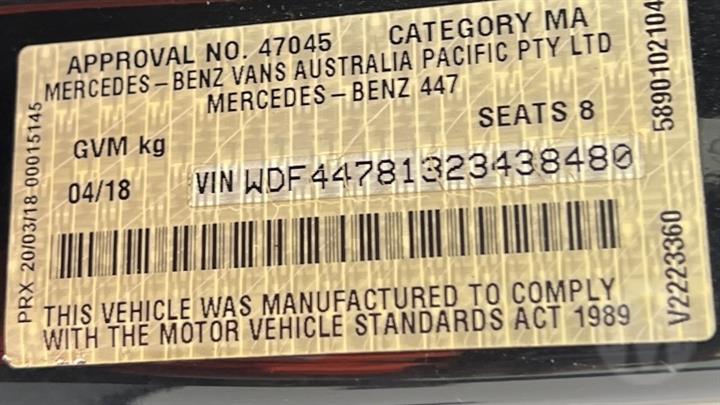 APPROVAL NO. 47045 CATEGORY MA
MERCEDES-BENZ VANS AUSTRALIA PACIFIC PTY LTD
MERCEDES-BENZ 447
SEATS 8
GVM kg
04/18
VIN WDF44781323438480
THIS VEHICLE WAS MANUFACTURED TO COMPLY
WITH THE MOTOR VEHICLE STANDARDS ACT 1989
PRX 20/03/18-00015145
5890102104
V2223360